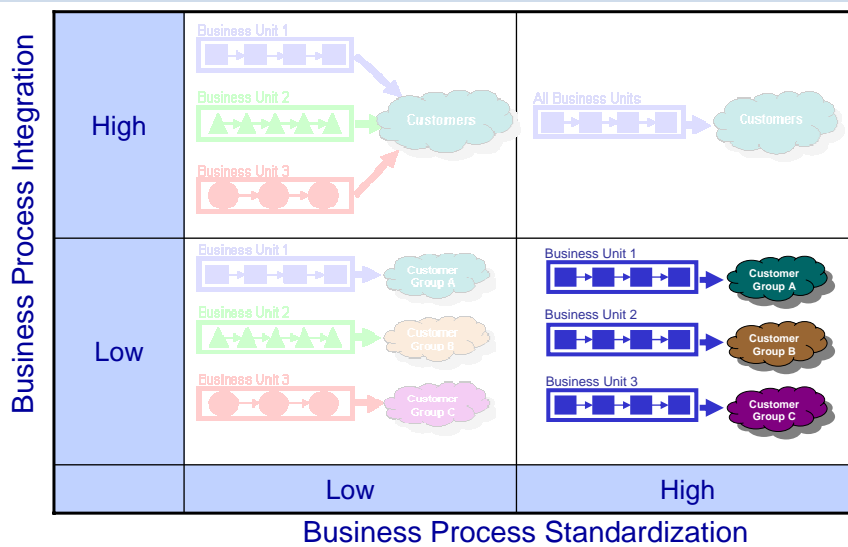 Business Process Integration
High
Business Unit 1
Business Unit 2
Business Unit 3
Customers
All Business Units
Customers
Low
Business Unit 1
Customer
Group A
Business Unit 2
Customer
Group B
Business Unit 3
Customer
Group C
Business Unit 1
Customer
Group A
Business Unit 2
Customer
Group B
Business Unit 3
Customer
Group C
Low
High
Business Process Standardization